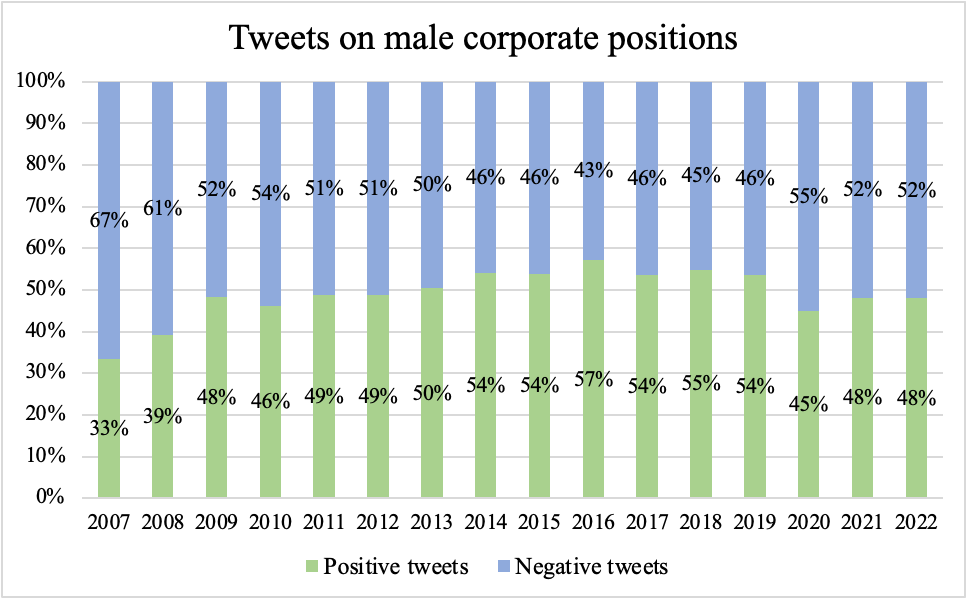 Tweets on male corporate positions
100%
90%
80%
70%
60%
50%
40%
30%
20%
10%
0%
67% 61% 52% 54% 51% 51% 50% 46% 46% 43% 46% 45% 46% 55% 52% 52%
33% 39% 48% 46% 49% 49% 50% 54% 54% 57% 54% 55% 54% 45% 48% 48%
2007 2008 2009 2010 2011 2012 2013 2014 2015 2016 2017 2018 2019 2020 2021 2022
Positive tweets Negative tweets